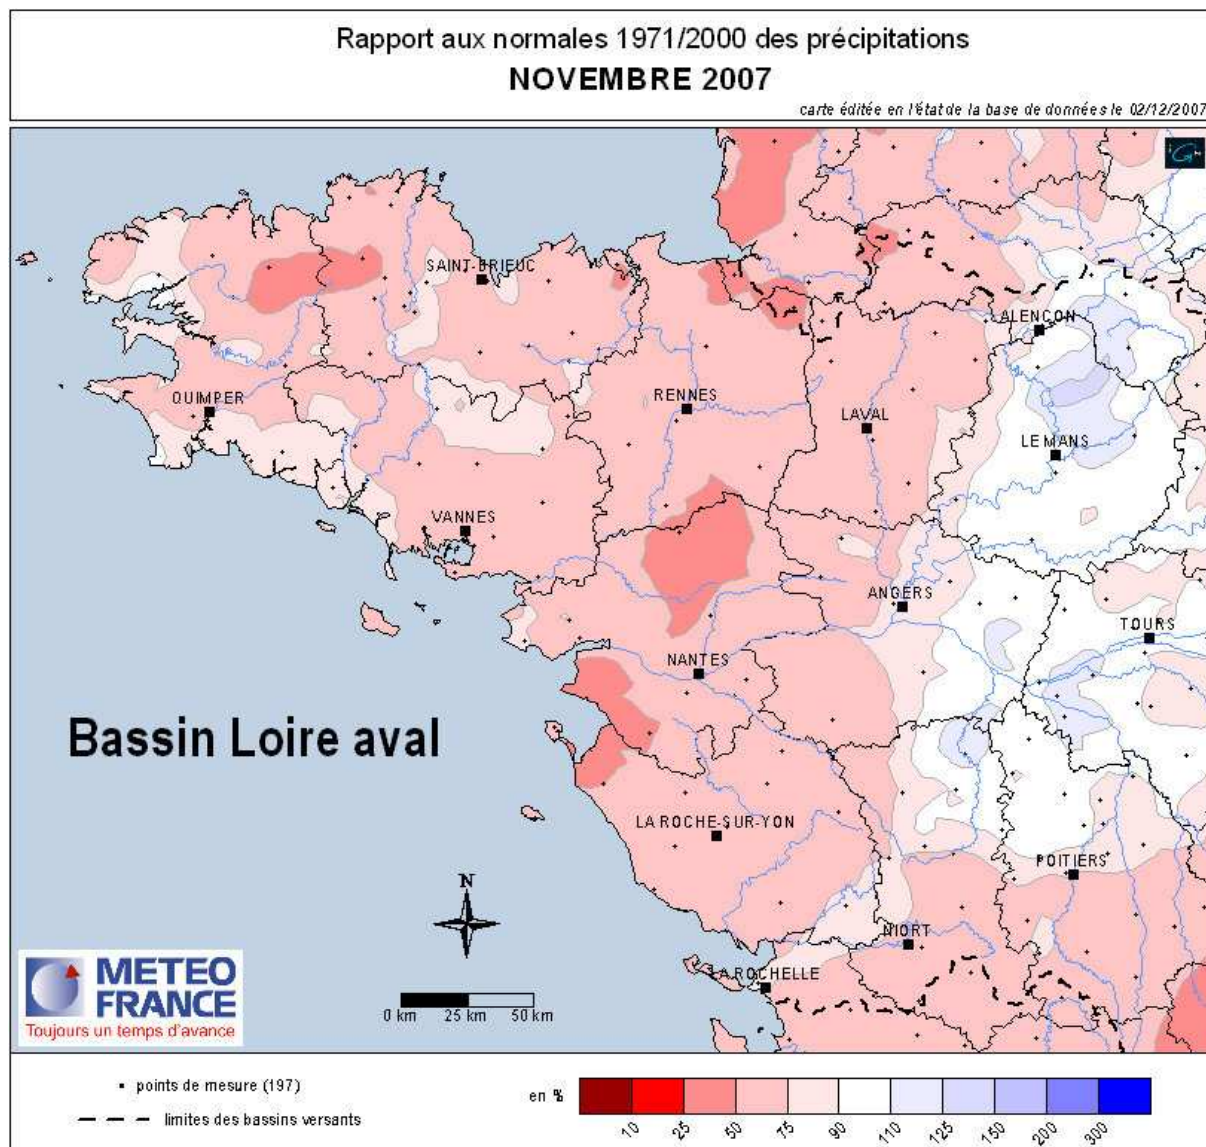 Rapport aux normales 1971/2000 des précipitations
NOVEMBRE 2007
carte éditée en l'état de la base de données le 02/12/2007
SAINT-BRIEUC
ALENCON
QUIMPER
RENNES
LAVAL
LE MANS
VANNES
ANGERS
TOURS
NANTES
Bassin Loire aval
LA ROCHE-SUR-YON
POITIERS
N
NIORT
LA ROCHELLE
METEO
FRANCE
Toujours un temps d'avance
0 km 25 km 50 km
points de mesure (197)
limites des bassins versants
en %
10 25 50 75 90 110 125 150 200 300